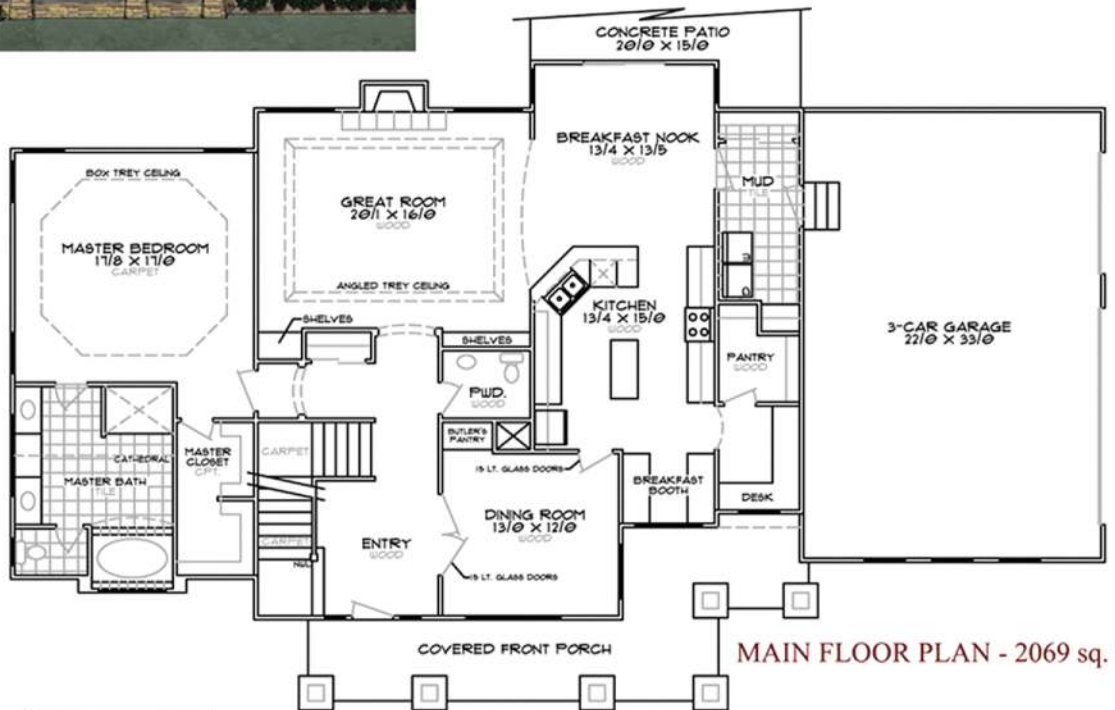 CONCRETE PATIO
20/0 X 15/0
BREAKFAST NOOK
13/4 X 13/5
WOOD
MUD
TILE
BOX TREY CEILING
MASTER BEDROOM
17/8 X 17/0
CARPET
GREAT ROOM
20/1 X 16/0
WOOD
ANGLED TREY CEILING
SHELVES
SHELVES
KITCHEN
13/4 X 15/0
WOOD
3-CAR GARAGE
22/0 X 33/0
PANTRY
WOOD
PWD.
WOOD
BUTLER'S
PANTRY
CARPET
MASTER
CLOSET
CPT.
CATHEDRAL
MASTER BATH
TILE
15 LT. GLASS DOORS
BREAKFAST
BOOTH
DESK
DINING ROOM
13/0 X 12/0
WOOD
ENTRY
WOOD
CARPET
15 LT. GLASS DOORS
COVERED FRONT PORCH
MAIN FLOOR PLAN - 2069 sq.